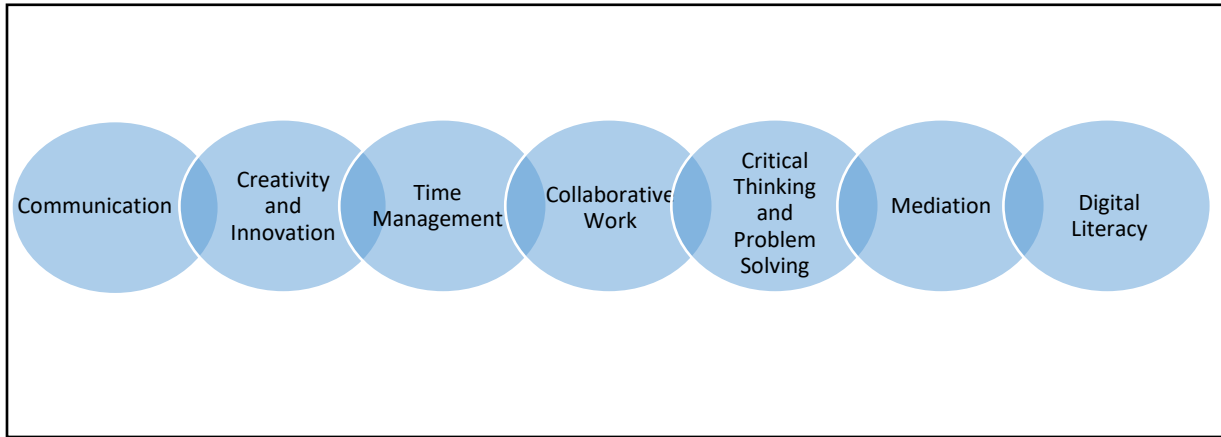 Communication
Creativity
and
Innovation
Time
Management
Collaborative
Work
Critical
Thinking
and
Problem
Solving
Mediation
Digital
Literacy